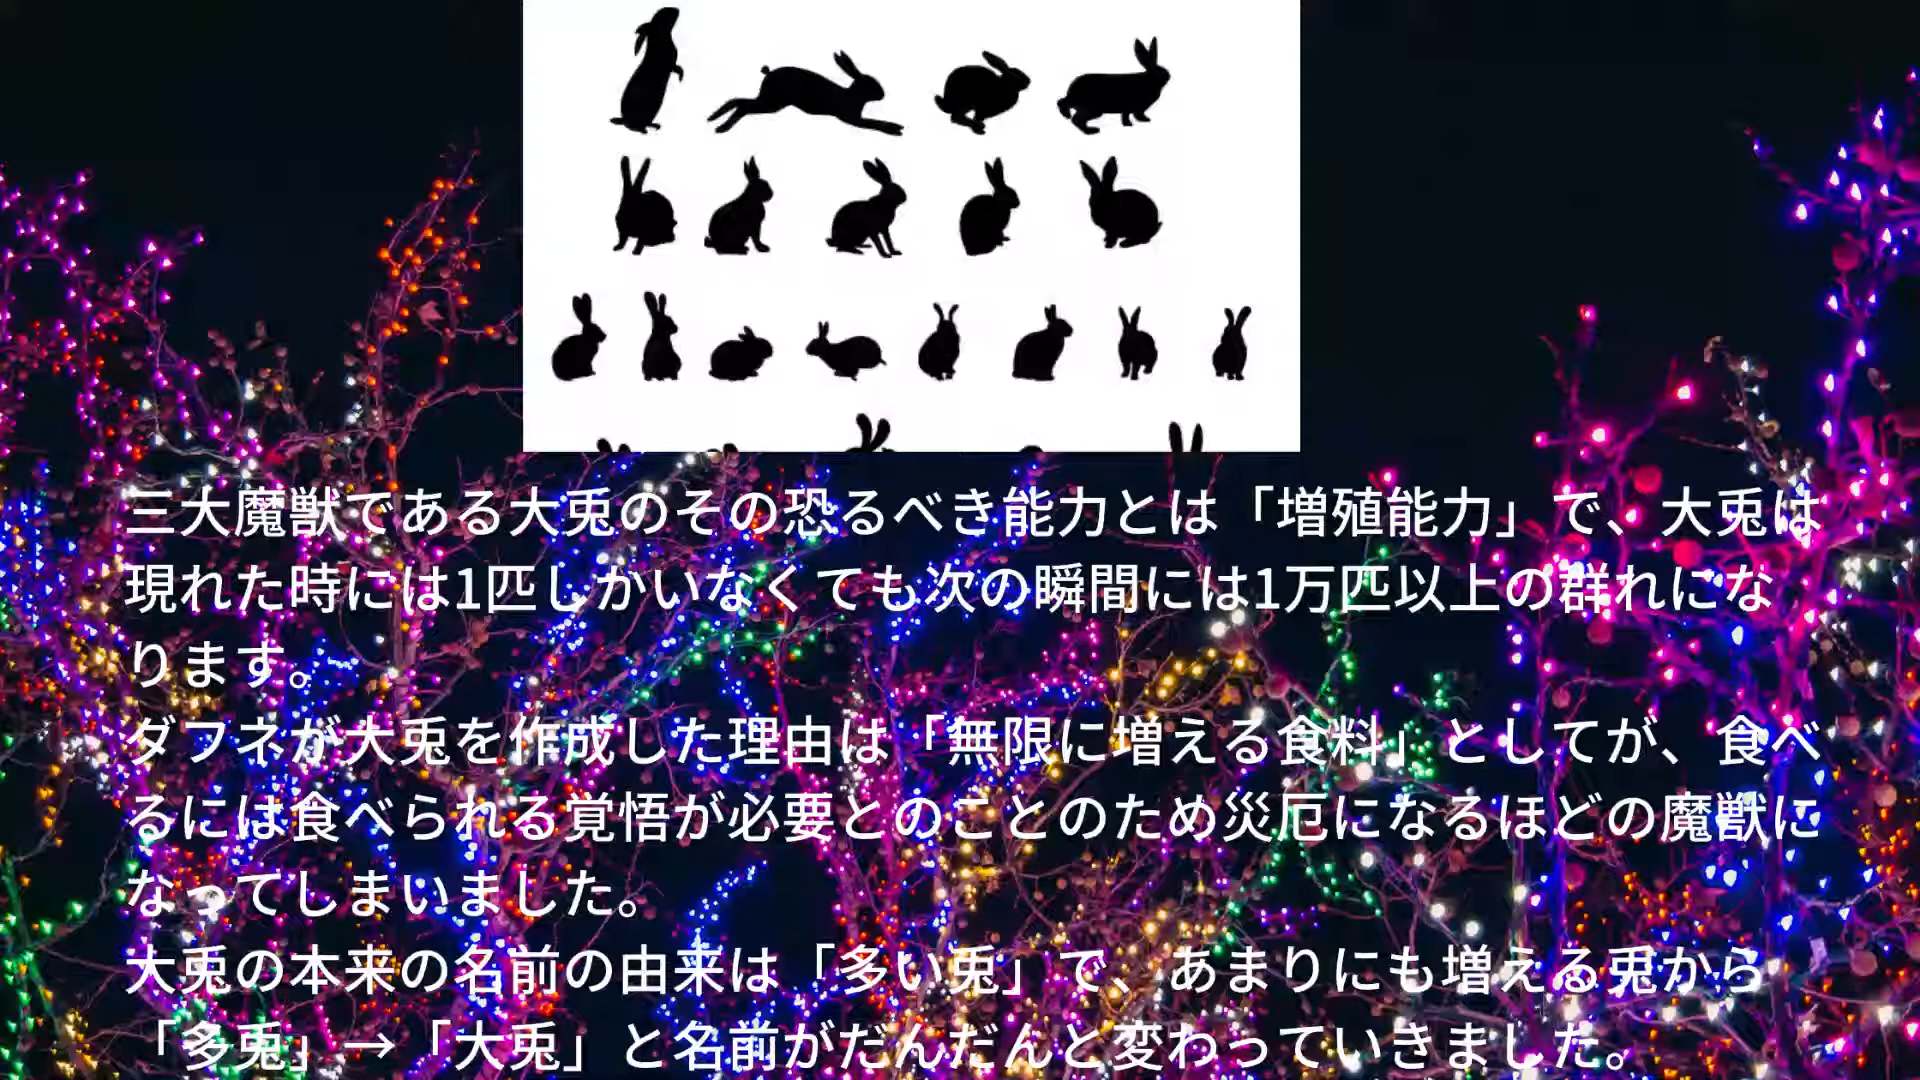 三大魔獣である大兎のその恐るべき能力とは「増殖能力」で、大兎は
現れた時には1匹しかいなくても次の瞬間には1万匹以上の群れにな
ります。
ダフネが大兎を作成した理由は「無限に増える食料」としてが、食べ
るには食べられる覚悟が必要とのことのため災厄になるほどの魔獣に
なってしまいました。
大兎の本来の名前の由来は「多い兎」で、あまりにも増える兎から
「多兎」→「大兎」と名前がだんだんと変わっていきました。